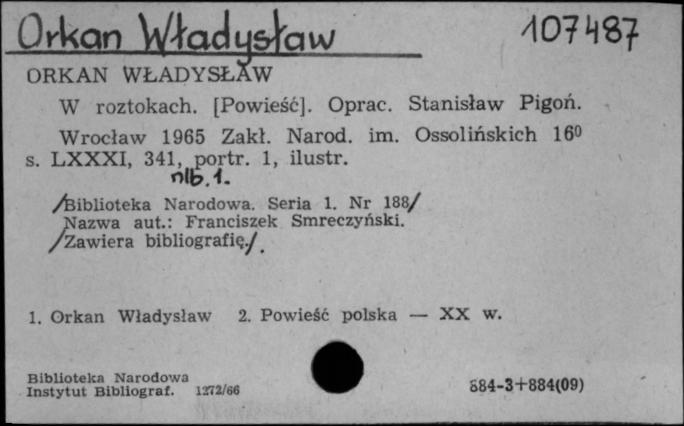 Orkan Władysław 107487
ORKAN WŁADYSŁAW
W roztokach. [Powieść]. Oprac. Stanisław Pigoń.
Wrocław 1965 Zakł. Narod. im. Ossolińskich 16⁰
s. LXXXI, 341, portr. 1, ilustr.
nlb. 1.
/Biblioteka Narodowa. Seria 1. Nr 188/
Nazwa aut.: Franciszek Smreczyński.
/Zawiera bibliografię./.
1. Orkan Władysław 2. Powieść polska — XX w.
Biblioteka Narodowa
Instytut Bibliograf. 1272/66 884-3+884(09)